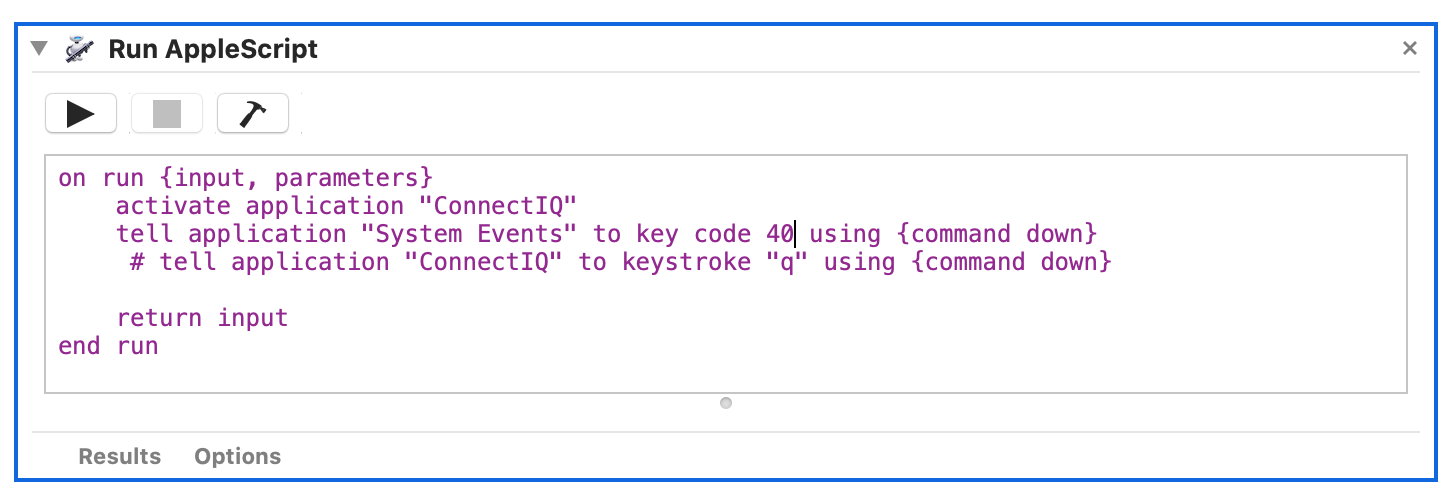 Run AppleScript
on run {input, parameters}
activate application "ConnectIQ"
tell application "System Events" to key code 40 using {command down}
# tell application "ConnectIQ" to keystroke "q" using {command down}
return input
end run
Results Options